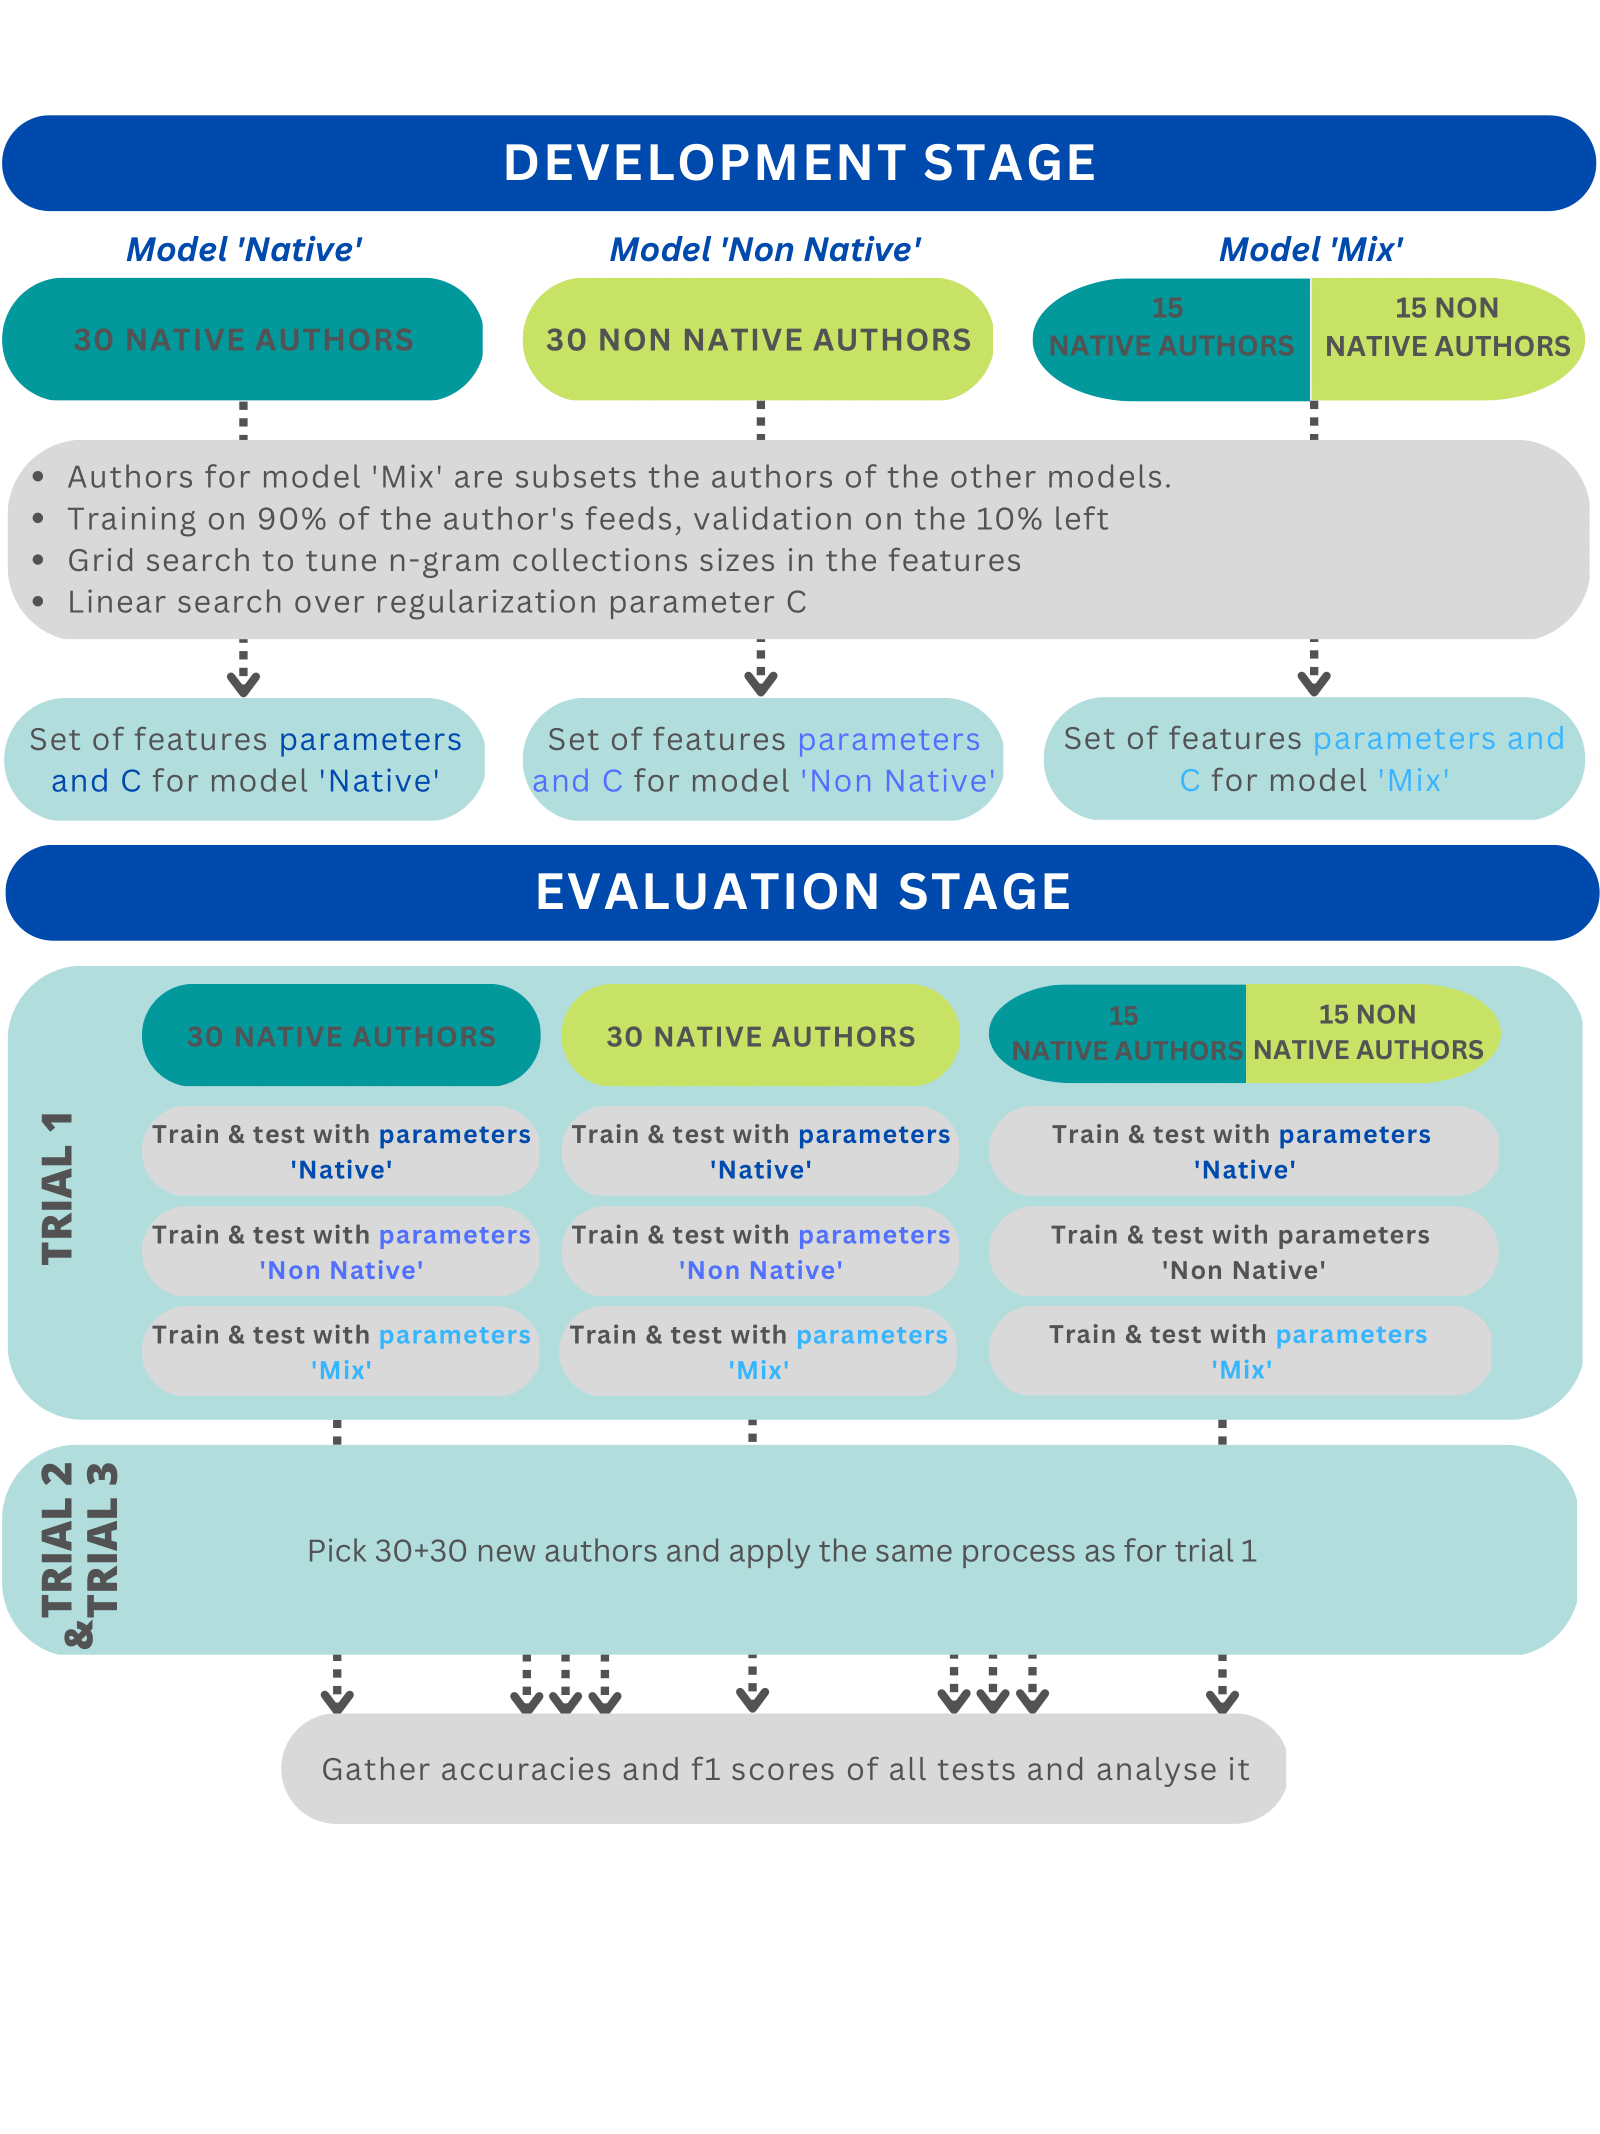 DEVELOPMENT STAGE
Model 'Native'
Model 'Non Native'
Model 'Mix'
30 NATIVE AUTHORS
30 NON NATIVE AUTHORS
15
NATIVE AUTHORS
15 NON
NATIVE AUTHORS
• Authors for model 'Mix' are subsets the authors of the other models.
• Training on 90% of the author's feeds, validation on the 10% left
• Grid search to tune n-gram collections sizes in the features
• Linear search over regularization parameter C
Set of features parameters
and C for model 'Native'
Set of features parameters
and C for model 'Non Native'
Set of features parameters and
C for model 'Mix'
EVALUATION STAGE
TRIAL 1
30 NATIVE AUTHORS
30 NATIVE AUTHORS
15
NATIVE AUTHORS
15 NON
NATIVE AUTHORS
Train & test with parameters
'Native'
Train & test with parameters
'Native'
Train & test with parameters
'Native'
Train & test with parameters
'Non Native'
Train & test with parameters
'Non Native'
Train & test with parameters
'Non Native'
Train & test with parameters
'Mix'
Train & test with parameters
'Mix'
Train & test with parameters
'Mix'
TRIAL 2
&
TRIAL 3
Pick 30+30 new authors and apply the same process as for trial 1
Gather accuracies and f1 scores of all tests and analyse it